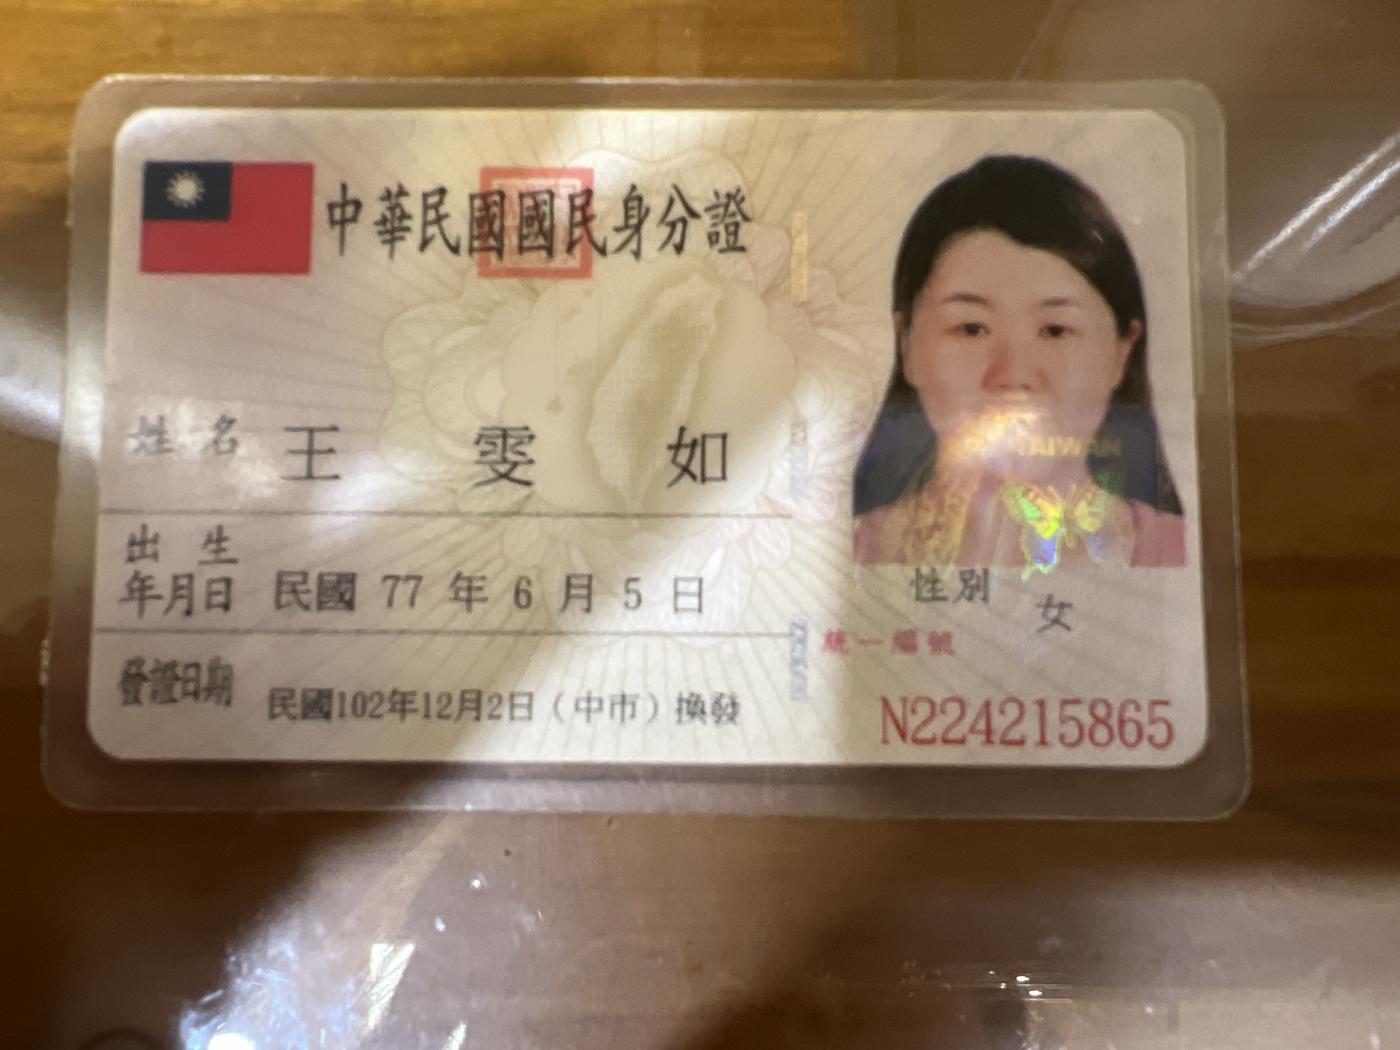 中華民國國民身分證
姓名 王雯如
出生
年月日 民國 77 年 6 月 5 日
發證日期 民國102年12月2日（中市）換發
TAIWAN
性別 女
統一編號
N224215865